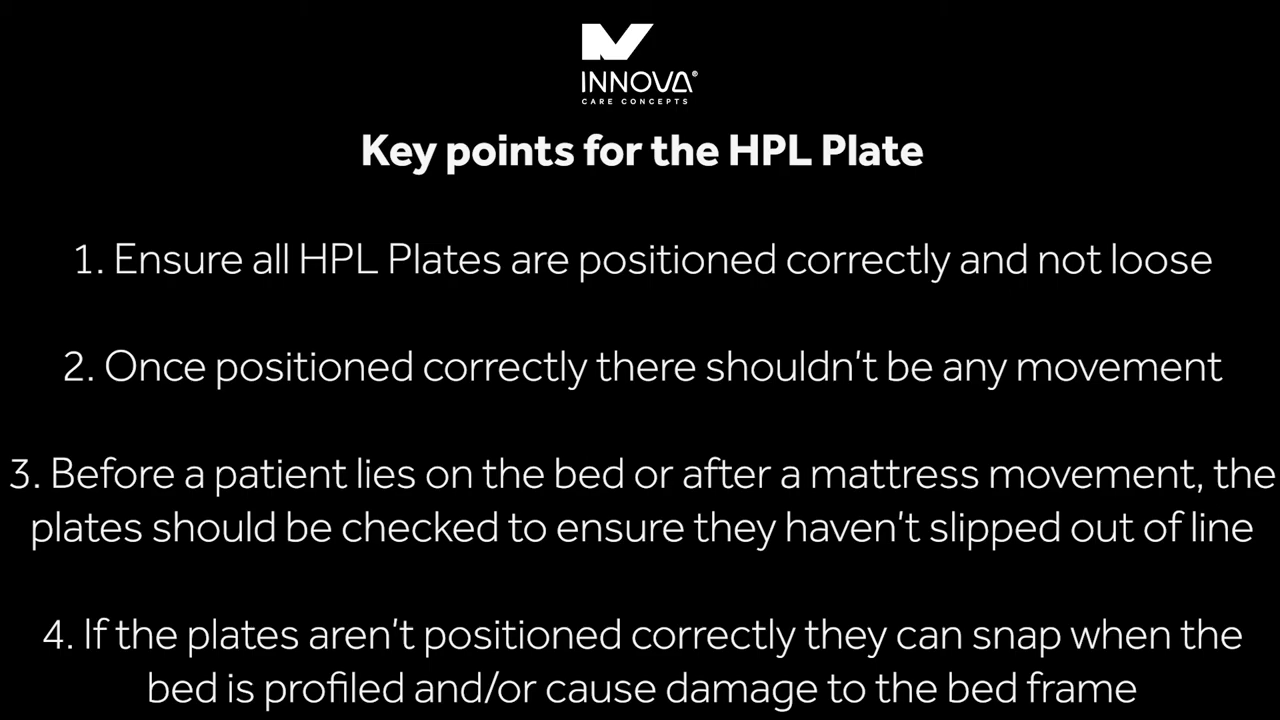 INNOVA®
CARE CONCEPTS
Key points for the HPL Plate
1. Ensure all HPL Plates are positioned correctly and not loose
2. Once positioned correctly there shouldn't be any movement
3. Before a patient lies on the bed or after a mattress movement, the
plates should be checked to ensure they haven't slipped out of line
4. If the plates aren't positioned correctly they can snap when the
bed is profiled and/or cause damage to the bed frame